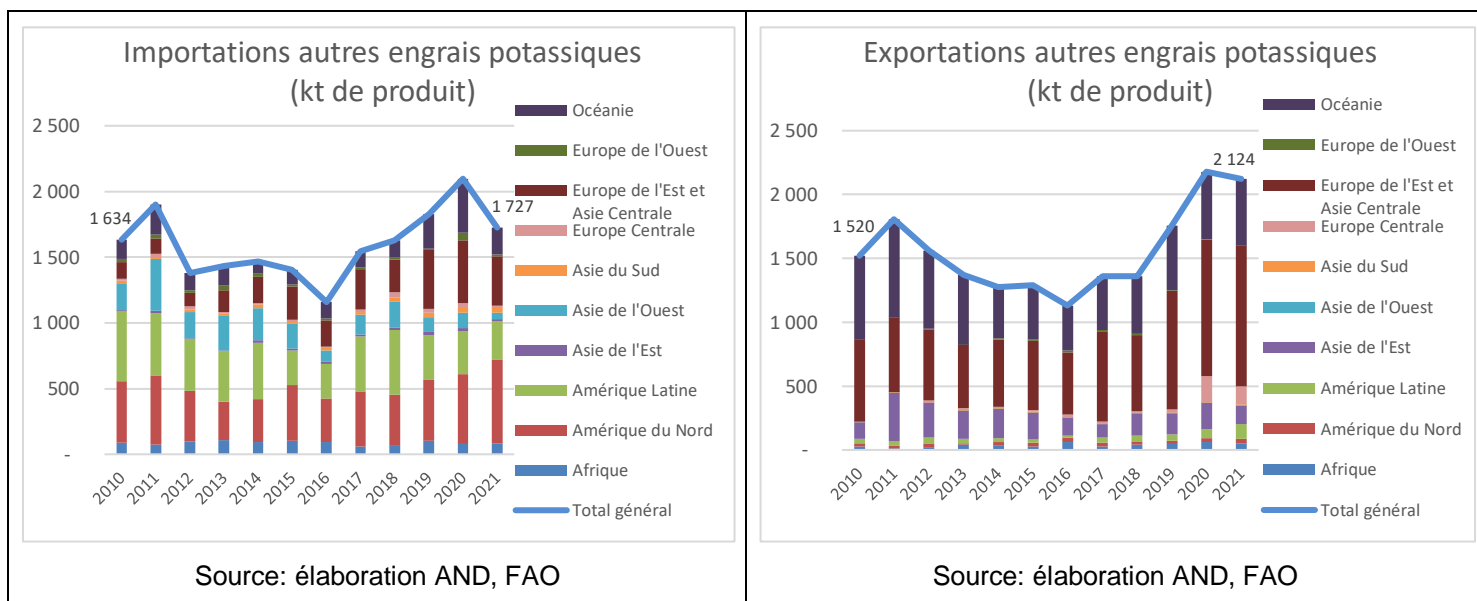 Importations autres engrais potassiques
(kt de produit)
2 500
2 000
1 500
1 000
500
-
1 634
1 727
2010
2011
2012
2013
2014
2015
2016
2017
2018
2019
2020
2021
Océanie
Europe de l'Ouest
Europe de l'Est et
Asie Centrale
Europe Centrale
Asie du Sud
Asie de l'Ouest
Asie de l'Est
Amérique Latine
Amérique du Nord
Afrique
Total général
Source: élaboration AND, FAO
Exportations autres engrais potassiques
(kt de produit)
2 500
2 000
1 500
1 000
500
-
1 520
2 124
2010
2011
2012
2013
2014
2015
2016
2017
2018
2019
2020
2021
Océanie
Europe de l'Ouest
Europe de l'Est et
Asie Centrale
Europe Centrale
Asie du Sud
Asie de l'Ouest
Asie de l'Est
Amérique Latine
Amérique du Nord
Afrique
Total général
Source: élaboration AND, FAO